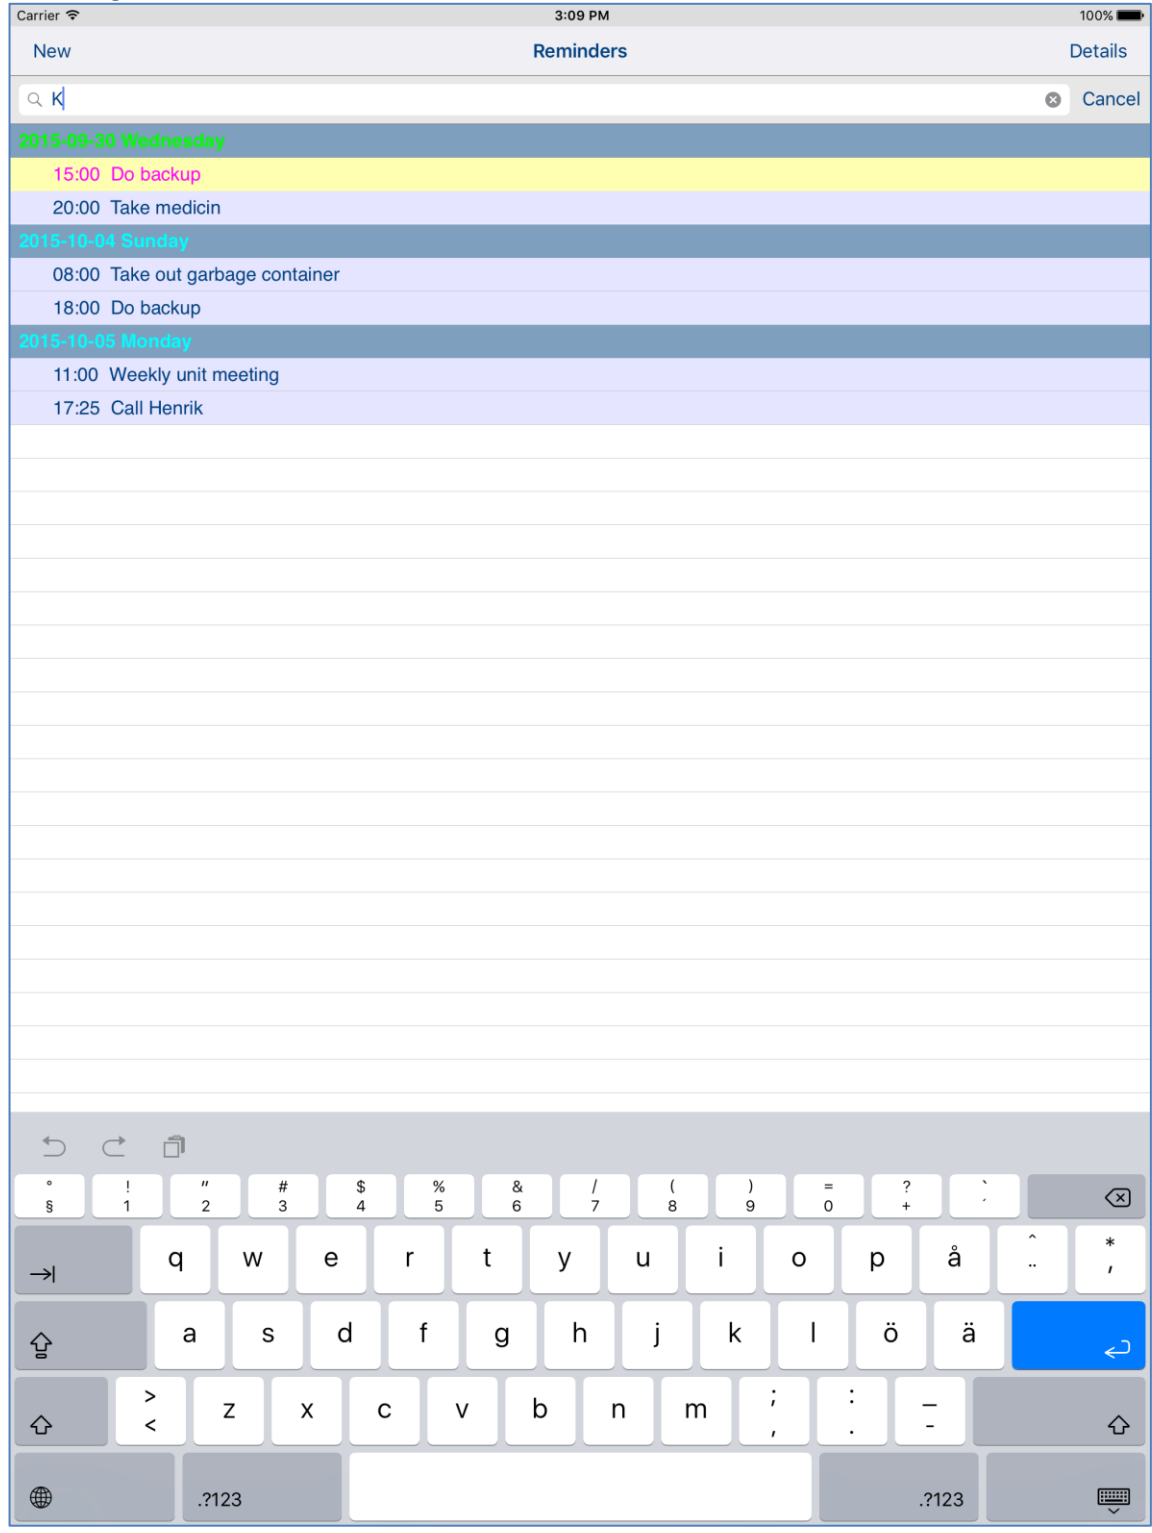 Carrier 3:09 PM 100%
New Reminders Details
K Cancel
2015-09-30 Wednesday
15:00 Do backup
20:00 Take medicin
2015-10-04 Sunday
08:00 Take out garbage container
18:00 Do backup
2015-10-05 Monday
11:00 Weekly unit meeting
17:25 Call Henrik
° ! " # $ % & / ( ) = ? `
§ 1 2 3 4 5 6 7 8 9 0 + ´
q w e r t y u i o p å ^ *
¨ '
a s d f g h j k l ö ä
> ; : _
< z x c v b n m , . -
.?123 .?123